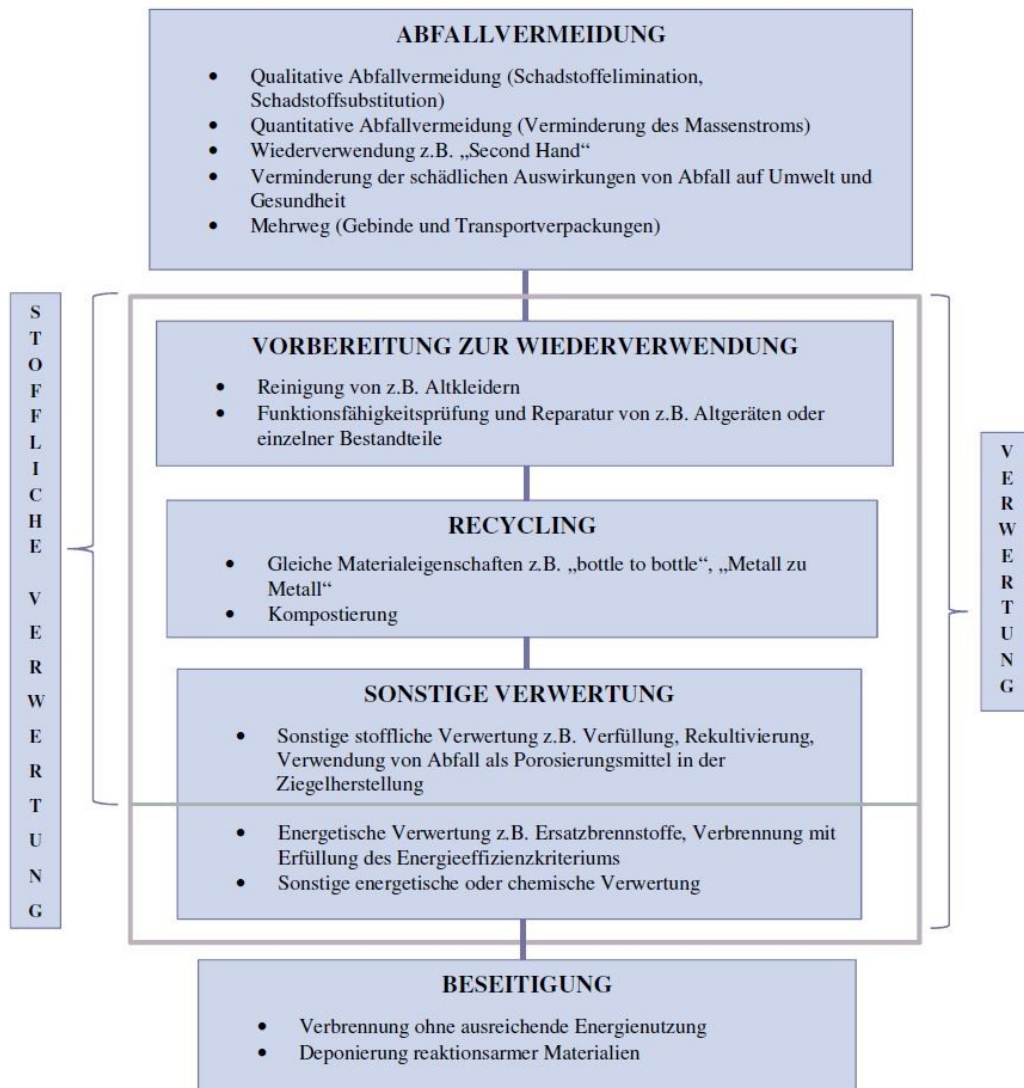 ABFALLVERMEIDUNG
• Qualitative Abfallvermeidung (Schadstoffelimination,
Schadstoffsubstitution)
• Quantitative Abfallvermeidung (Verminderung des Massenstroms)
• Wiederverwendung z.B. „Second Hand“
• Verminderung der schädlichen Auswirkungen von Abfall auf Umwelt und
Gesundheit
• Mehrweg (Gebinde und Transportverpackungen)
STOFFLICHE VERWERTUNG
VORBEREITUNG ZUR WIEDERVERWENDUNG
• Reinigung von z.B. Altkleidern
• Funktionsfähigkeitsprüfung und Reparatur von z.B. Altgeräten oder
einzelner Bestandteile
RECYCLING
• Gleiche Materialeigenschaften z.B. „bottle to bottle“, „Metall zu
Metall“
• Kompostierung
SONSTIGE VERWERTUNG
• Sonstige stoffliche Verwertung z.B. Verfüllung, Rekultivierung,
Verwendung von Abfall als Porosierungsmittel in der
Ziegelherstellung
• Energetische Verwertung z.B. Ersatzbrennstoffe, Verbrennung mit
Erfüllung des Energieeffizienzkriteriums
• Sonstige energetische oder chemische Verwertung
VERWERTUNG
BESEITIGUNG
• Verbrennung ohne ausreichende Energienutzung
• Deponierung reaktionsarmer Materialien